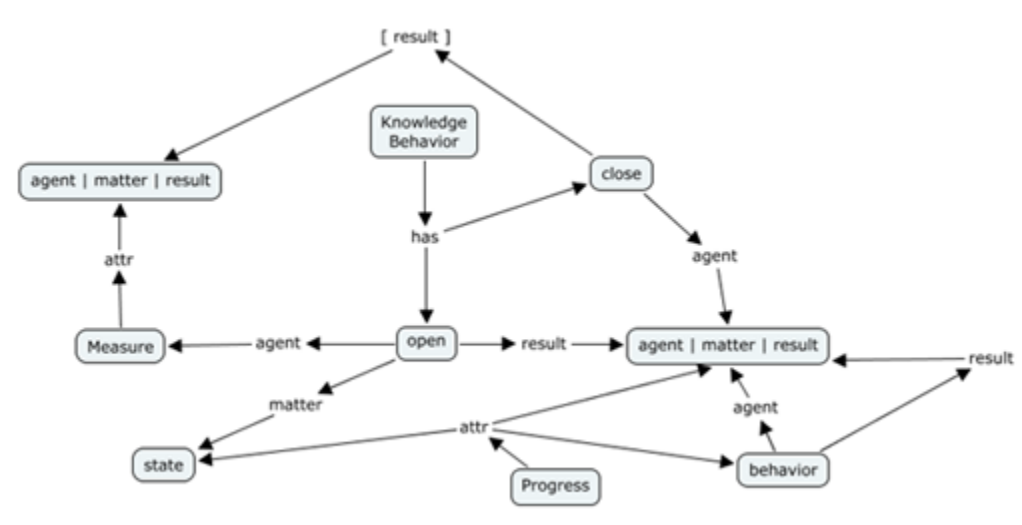 [ result ]
Knowledge
Behavior
agent | matter | result
close
has
attr
agent
Measure
agent
open
result
agent | matter | result
result
matter
agent
attr
state
behavior
Progress